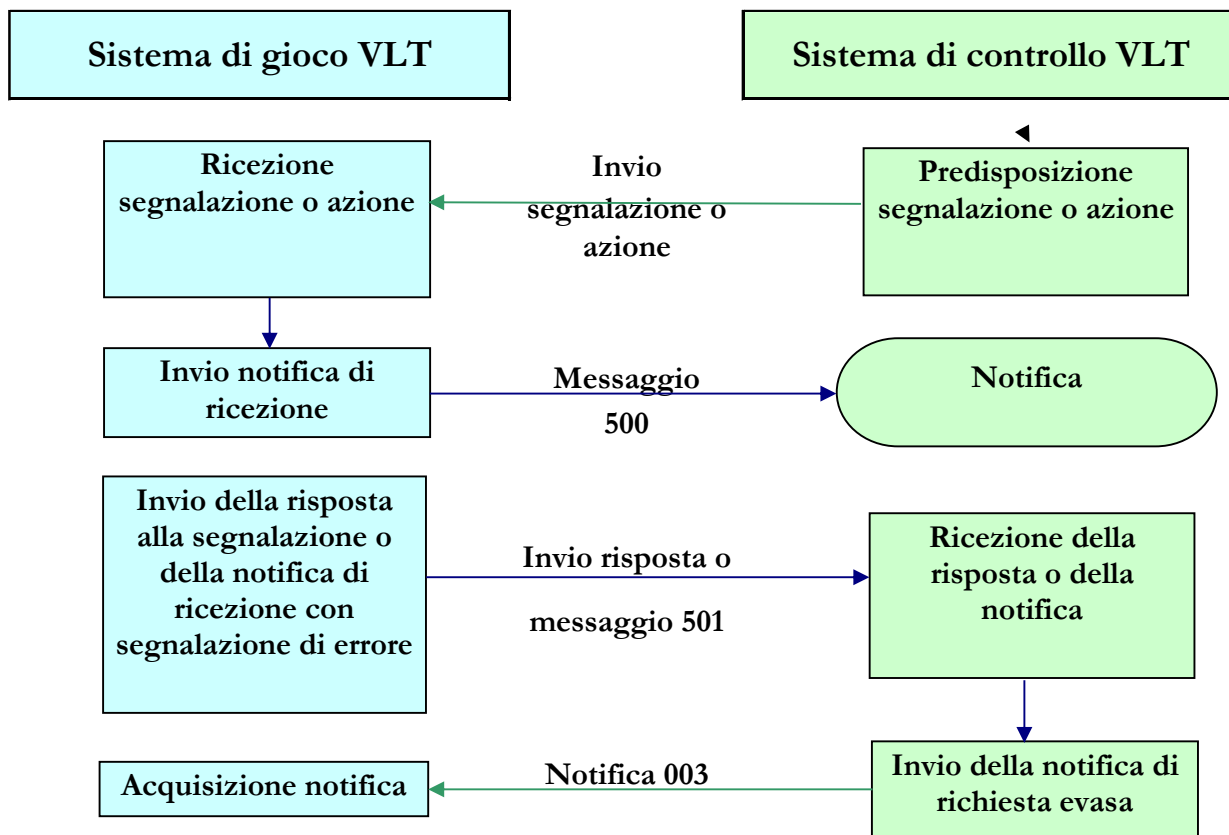 Sistema di gioco VLT
Sistema di controllo VLT
Ricezione
segnalazione o azione
Invio
segnalazione o
azione
Predisposizione
segnalazione o azione
Invio notifica di
ricezione
Messaggio
500
Notifica
Invio della risposta
alla segnalazione o
della notifica di
ricezione con
segnalazione di errore
Invio risposta o
messaggio 501
Ricezione della
risposta o della
notifica
Acquisizione notifica
Notifica 003
Invio della notifica di
richiesta evasa